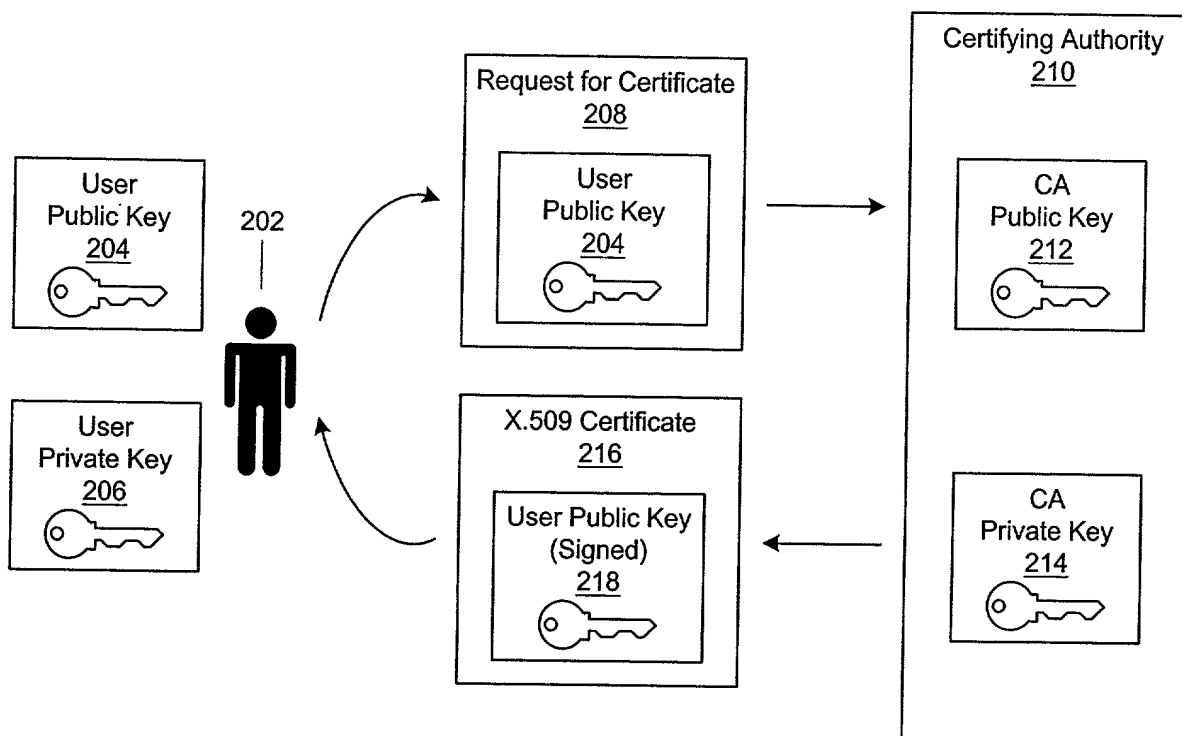 Certifying Authority
210
Request for Certificate
208
User
Public Key
204
202
User
Public Key
204
CA
Public Key
212
User
Private Key
206
X.509 Certificate
216
User Public Key
(Signed)
218
CA
Private Key
214